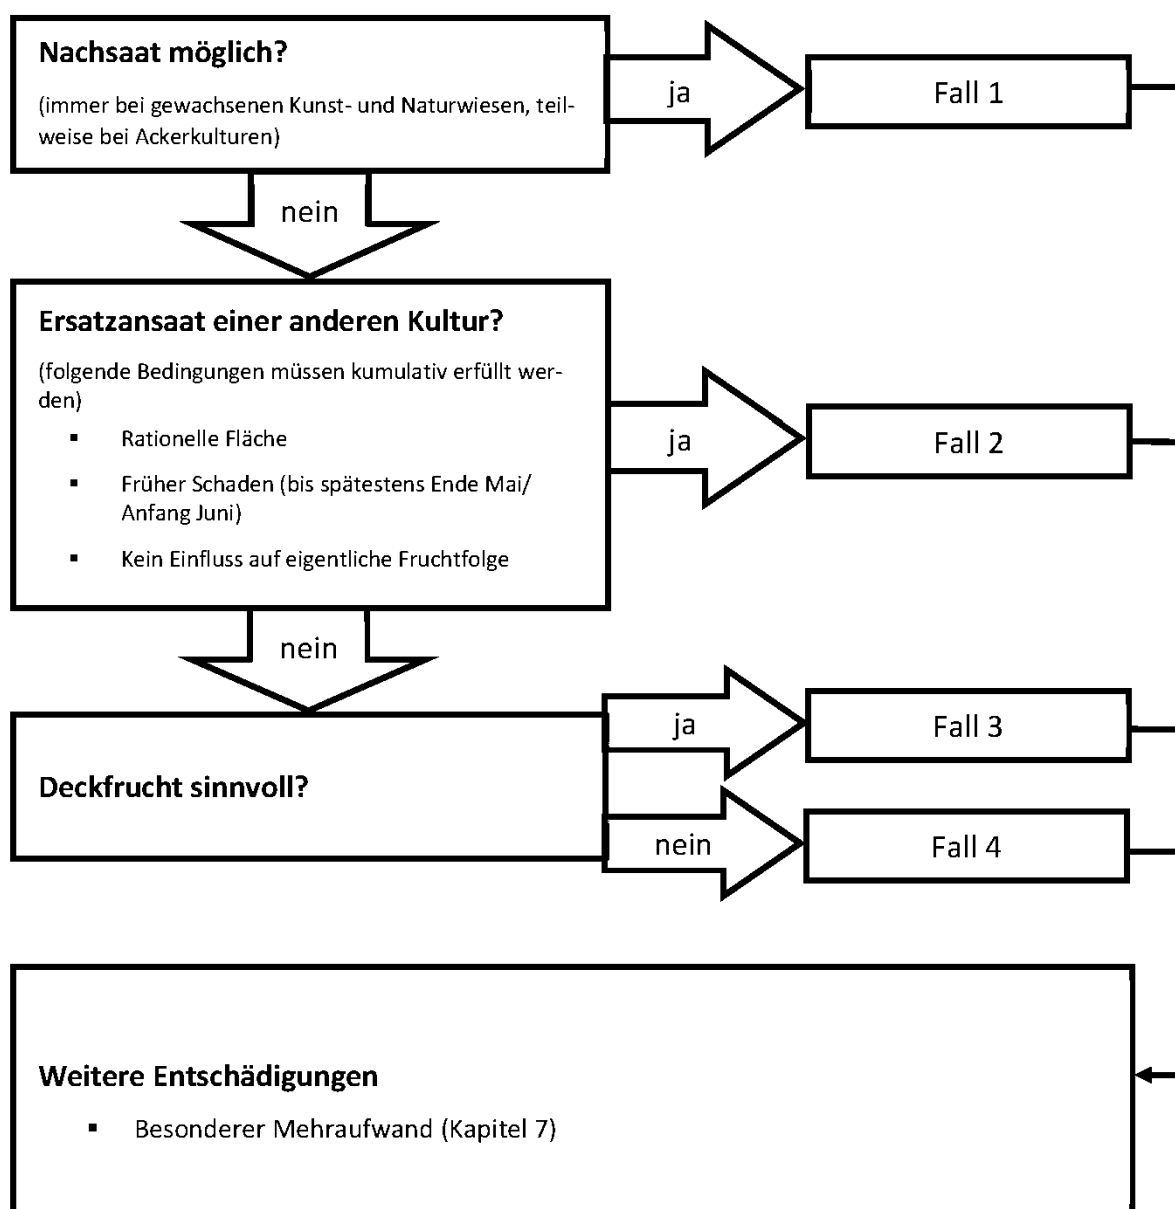 Nachsaat möglich?
(immer bei gewachsenen Kunst- und Naturwiesen, teil-
weise bei Ackerkulturen)
ja
Fall 1
nein
Ersatzansaat einer anderen Kultur?
(folgende Bedingungen müssen kumulativ erfüllt wer-
den)
▪ Rationelle Fläche
▪ Früher Schaden (bis spätestens Ende Mai/
Anfang Juni)
▪ Kein Einfluss auf eigentliche Fruchtfolge
ja
Fall 2
nein
Deckfrucht sinnvoll?
ja
Fall 3
nein
Fall 4
Weitere Entschädigungen
▪ Besonderer Mehraufwand (Kapitel 7)